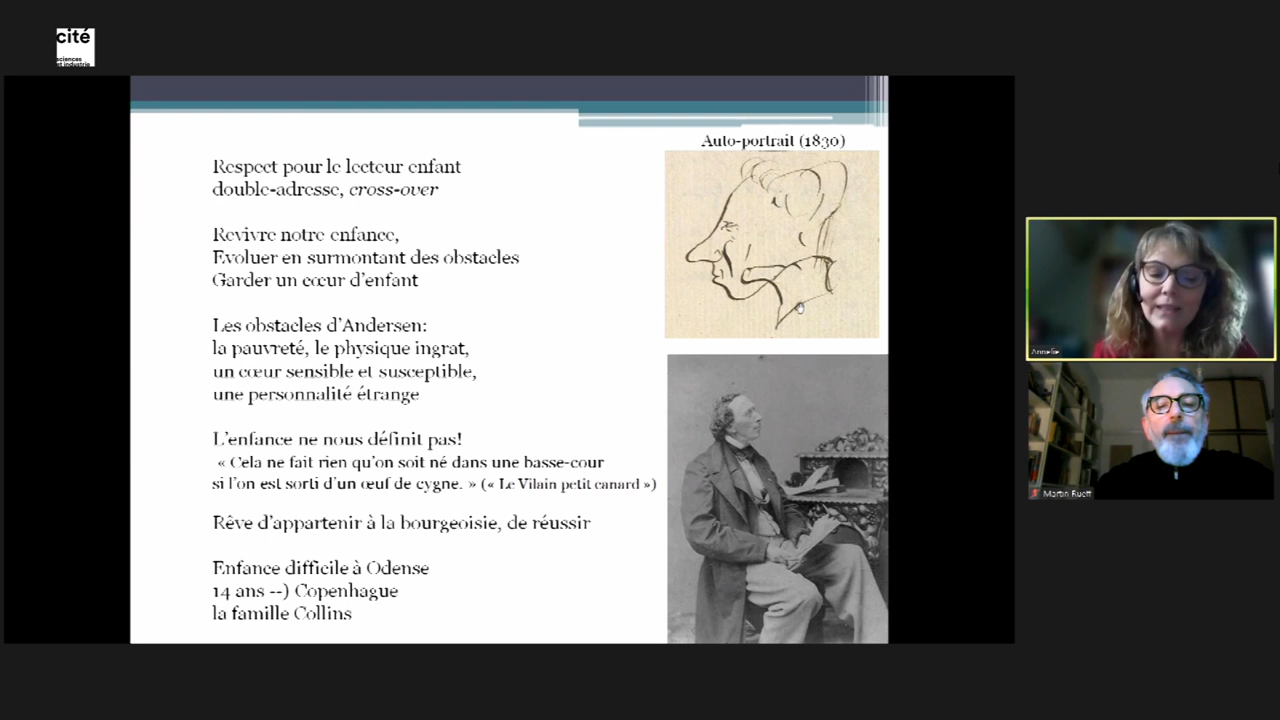 cité
sciences
et industrie
Auto-portrait (1830)
Respect pour le lecteur enfant
double-adresse, cross-over
Revivre notre enfance,
Evoluer en surmontant des obstacles
Garder un cœur d'enfant
Les obstacles d'Andersen:
la pauvreté, le physique ingrat,
un cœur sensible et susceptible,
une personnalité étrange
L'enfance ne nous définit pas!
« Cela ne fait rien qu'on soit né dans une basse-cour
si l'on est sorti d'un œuf de cygne. » (« Le Vilain petit canard »)
Rêve d'appartenir à la bourgeoisie, de réussir
Enfance difficile à Odense
14 ans --) Copenhague
la famille Collins
Annelie
Martin Rueff